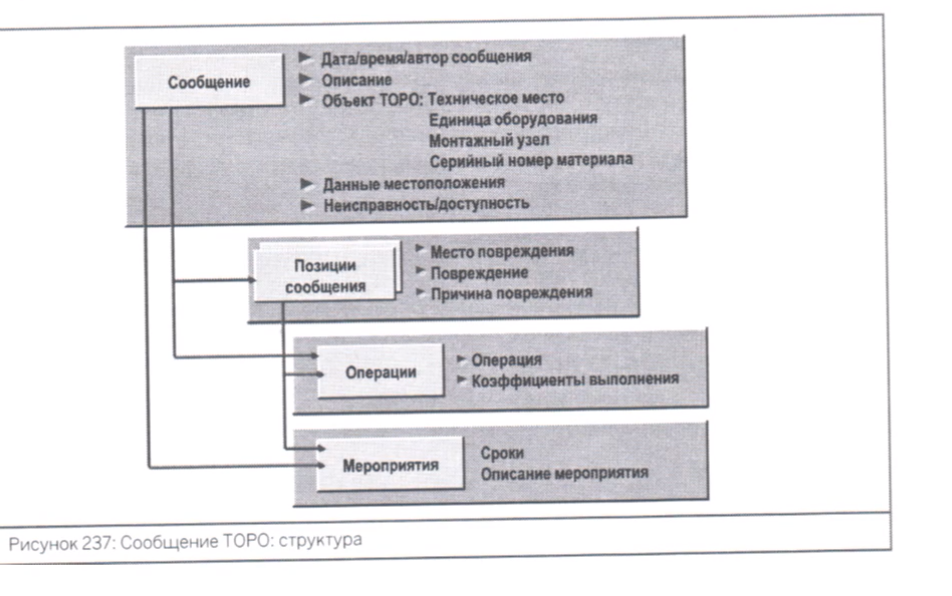 Сообщение
Дата/время/автор сообщения
Описание
Объект ТОРО: Техническое место
Единица оборудования
Монтажный узел
Серийный номер материала
Данные местоположения
Неисправность/доступность
Позиции
сообщения
Место повреждения
Повреждение
Причина повреждения
Операции
Операция
Коэффициенты выполнения
Мероприятия
Сроки
Описание мероприятия
Рисунок 237: Сообщение ТОРО: структура